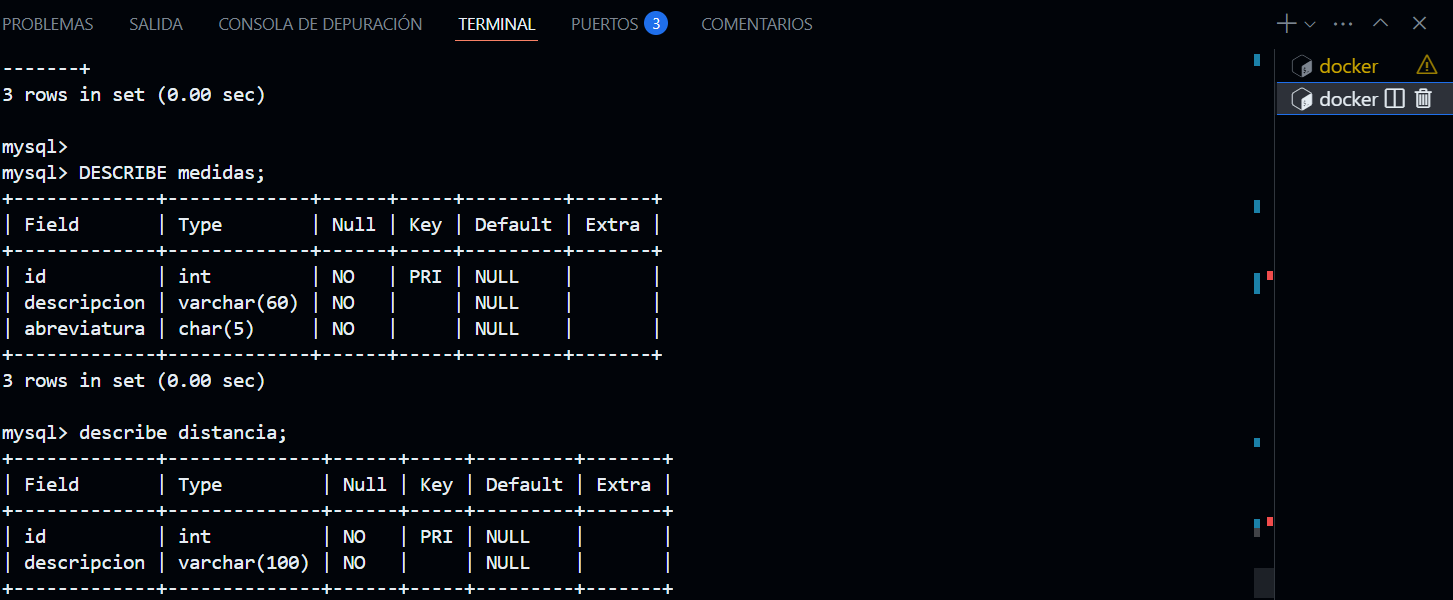 PROBLEMAS SALIDA CONSOLA DE DEPURACIÓN TERMINAL PUERTOS 3 COMENTARIOS
docker
docker
-------+
3 rows in set (0.00 sec)
mysql>
mysql> DESCRIBE medidas;
+-------------+-------------+------+-----+---------+-------+
| Field       | Type        | Null | Key | Default | Extra |
+-------------+-------------+------+-----+---------+-------+
| id          | int         | NO   | PRI | NULL    |       |
| descripcion | varchar(60) | NO   |     | NULL    |       |
| abreviatura | char(5)     | NO   |     | NULL    |       |
+-------------+-------------+------+-----+---------+-------+
3 rows in set (0.00 sec)
mysql> describe distancia;
+-------------+--------------+------+-----+---------+-------+
| Field       | Type         | Null | Key | Default | Extra |
+-------------+--------------+------+-----+---------+-------+
| id          | int          | NO   | PRI | NULL    |       |
| descripcion | varchar(100) | NO   |     | NULL    |       |
+-------------+--------------+------+-----+---------+-------+